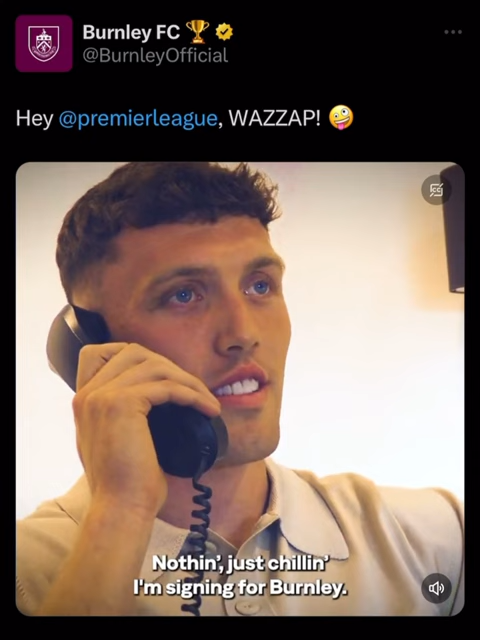 Burnley FC 🏆
@BurnleyOfficial
Hey @premierleague, WAZZAP! 🤪
Nothin', just chillin'
I'm signing for Burnley.